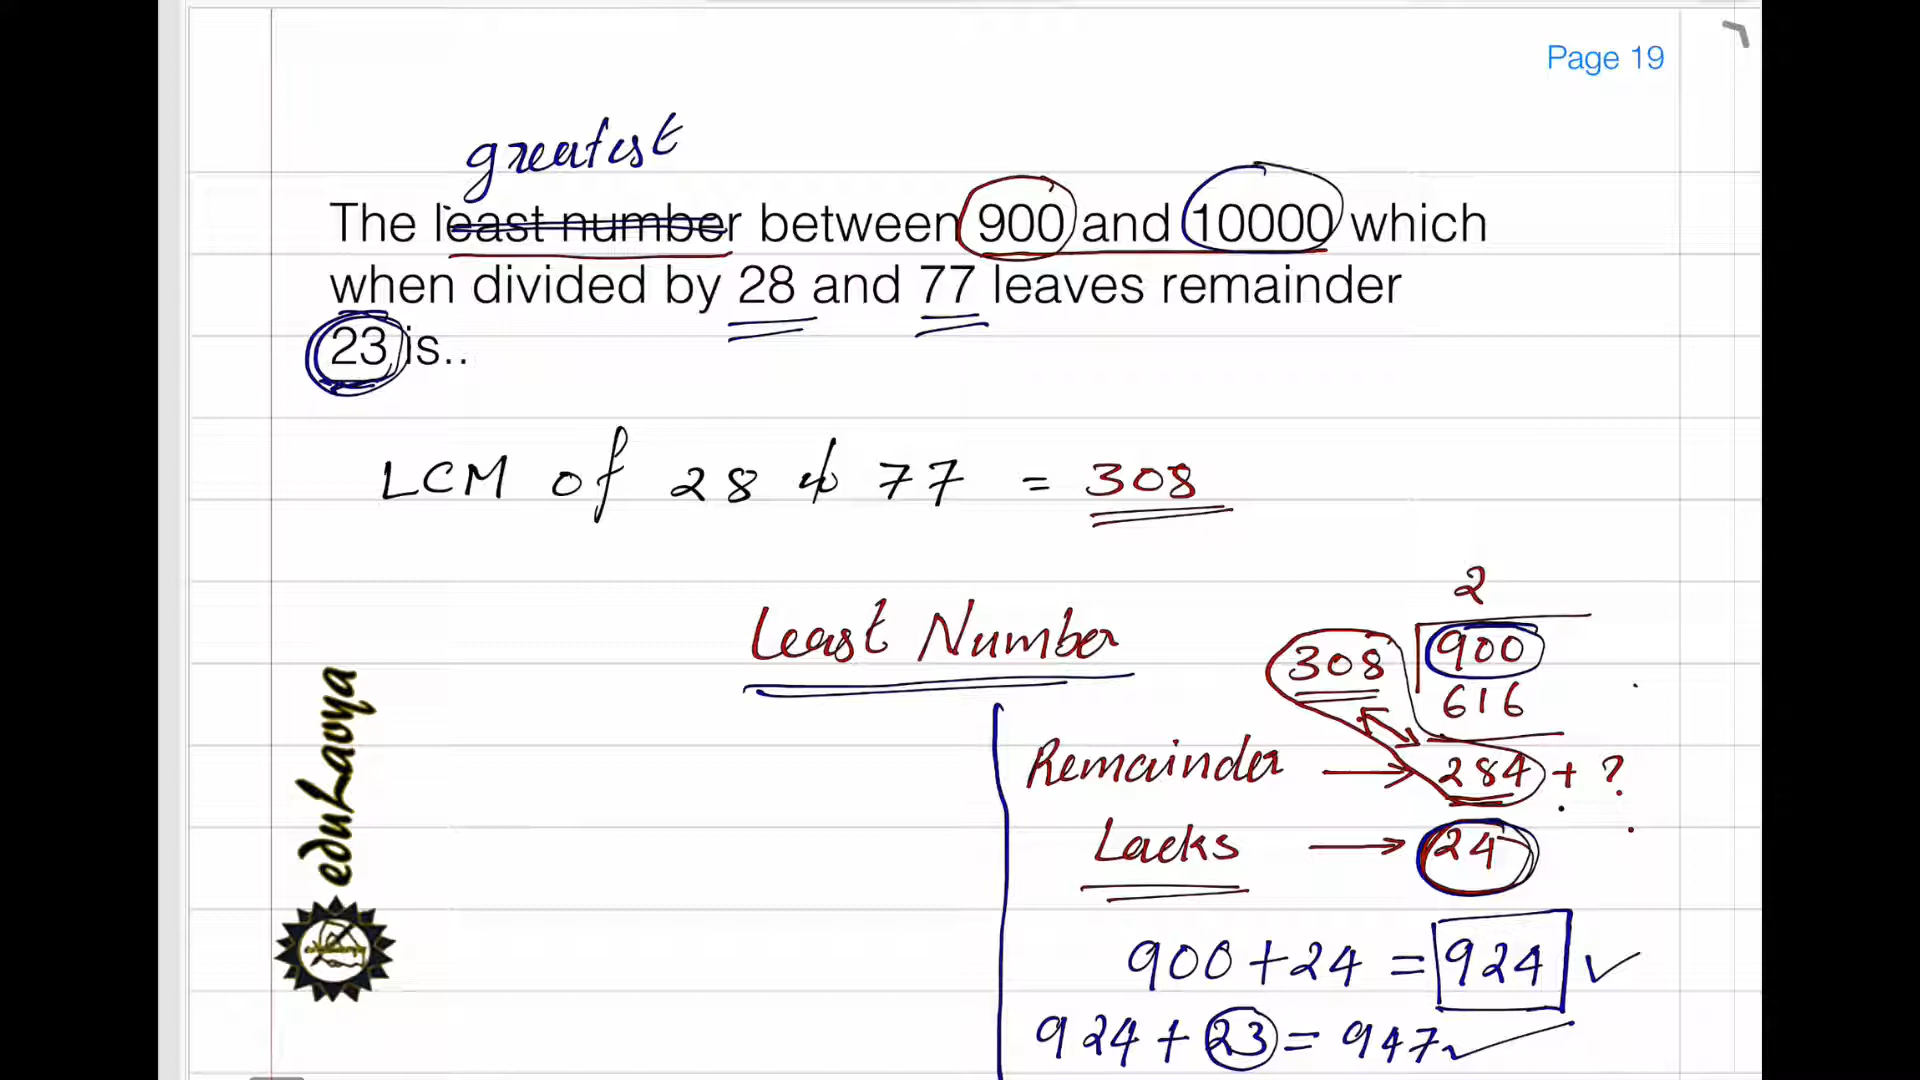 Page 19
greatest
The least number between 900 and 10000 which
when divided by 28 and 77 leaves remainder
23 is..
LCM of 28 & 77 = 308
Least Number
2
308 900
616
Remainder → 284 + ?
Lacks → 24
900 + 24 = 924 ✓
924 + 23 = 947 ✓
eduLavya